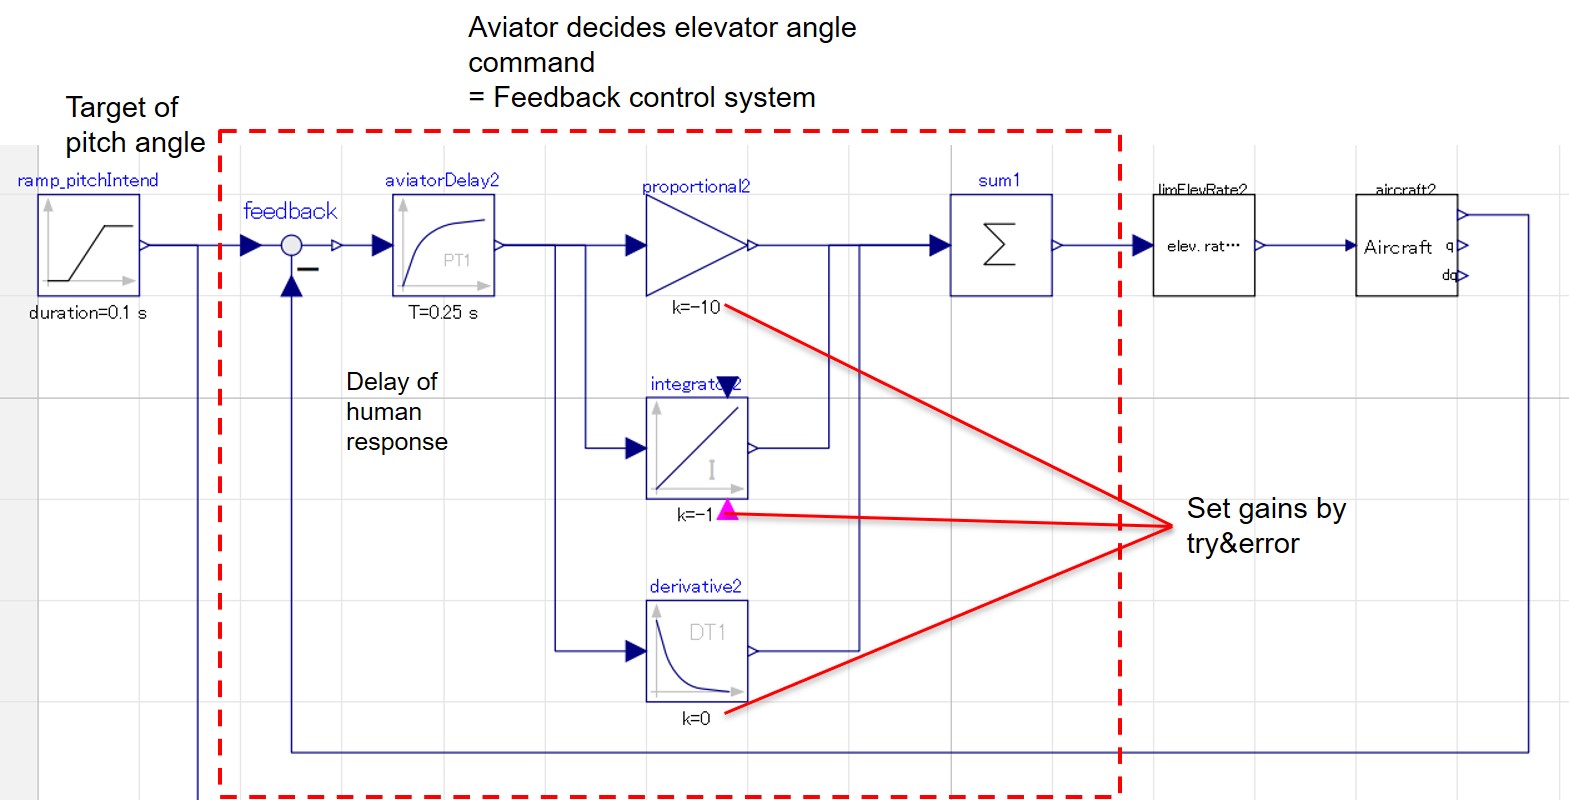 Aviator decides elevator angle
command
= Feedback control system
Target of
pitch angle
ramp_pitchIntend
duration=0.1 s
feedback
aviatorDelay2
PT1
T=0.25 s
Delay of
human
response
proportional2
k=-10
integrator2
I
k=-1
derivative2
DT1
k=0
sum1
Σ
limElevRate2
elev. rat…
aircraft2
Aircraft
q
dq
Set gains by
try&error